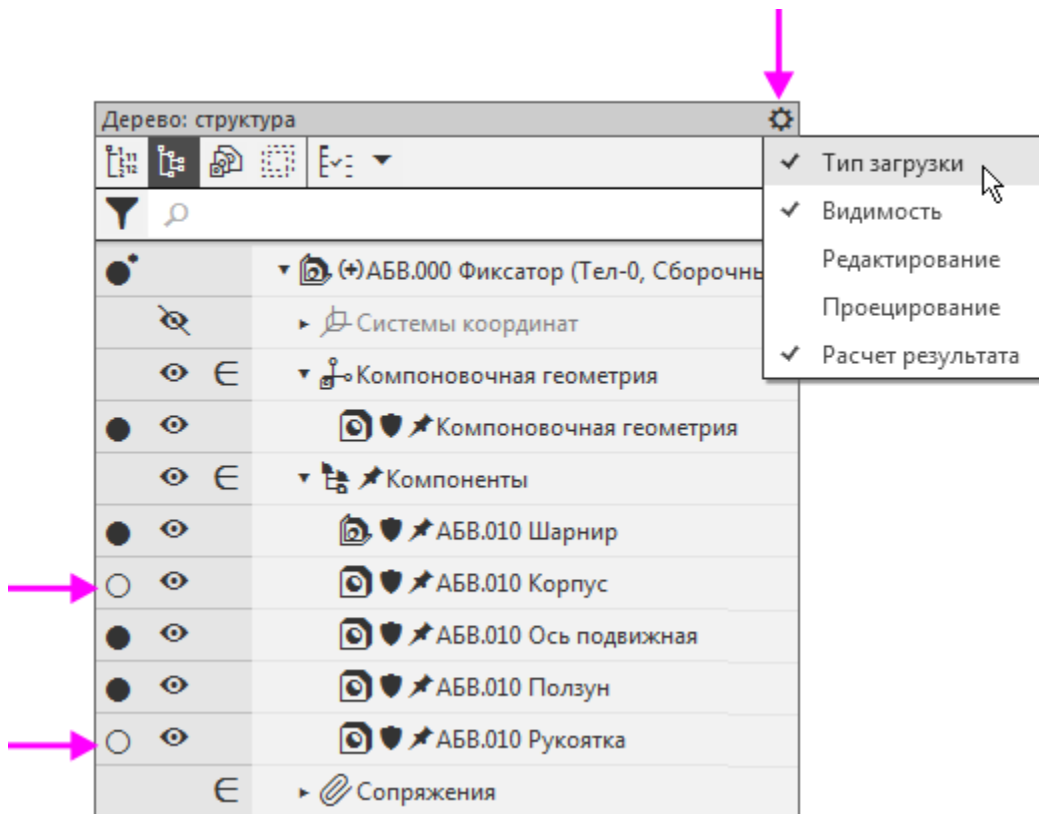 Дерево: структура
Тип загрузки
Видимость
Редактирование
Проецирование
Расчет результата
(+)АБВ.000 Фиксатор (Тел-0, Сборочны
Системы координат
Компоновочная геометрия
Компоновочная геометрия
Компоненты
АБВ.010 Шарнир
АБВ.010 Корпус
АБВ.010 Ось подвижная
АБВ.010 Ползун
АБВ.010 Рукоятка
Сопряжения